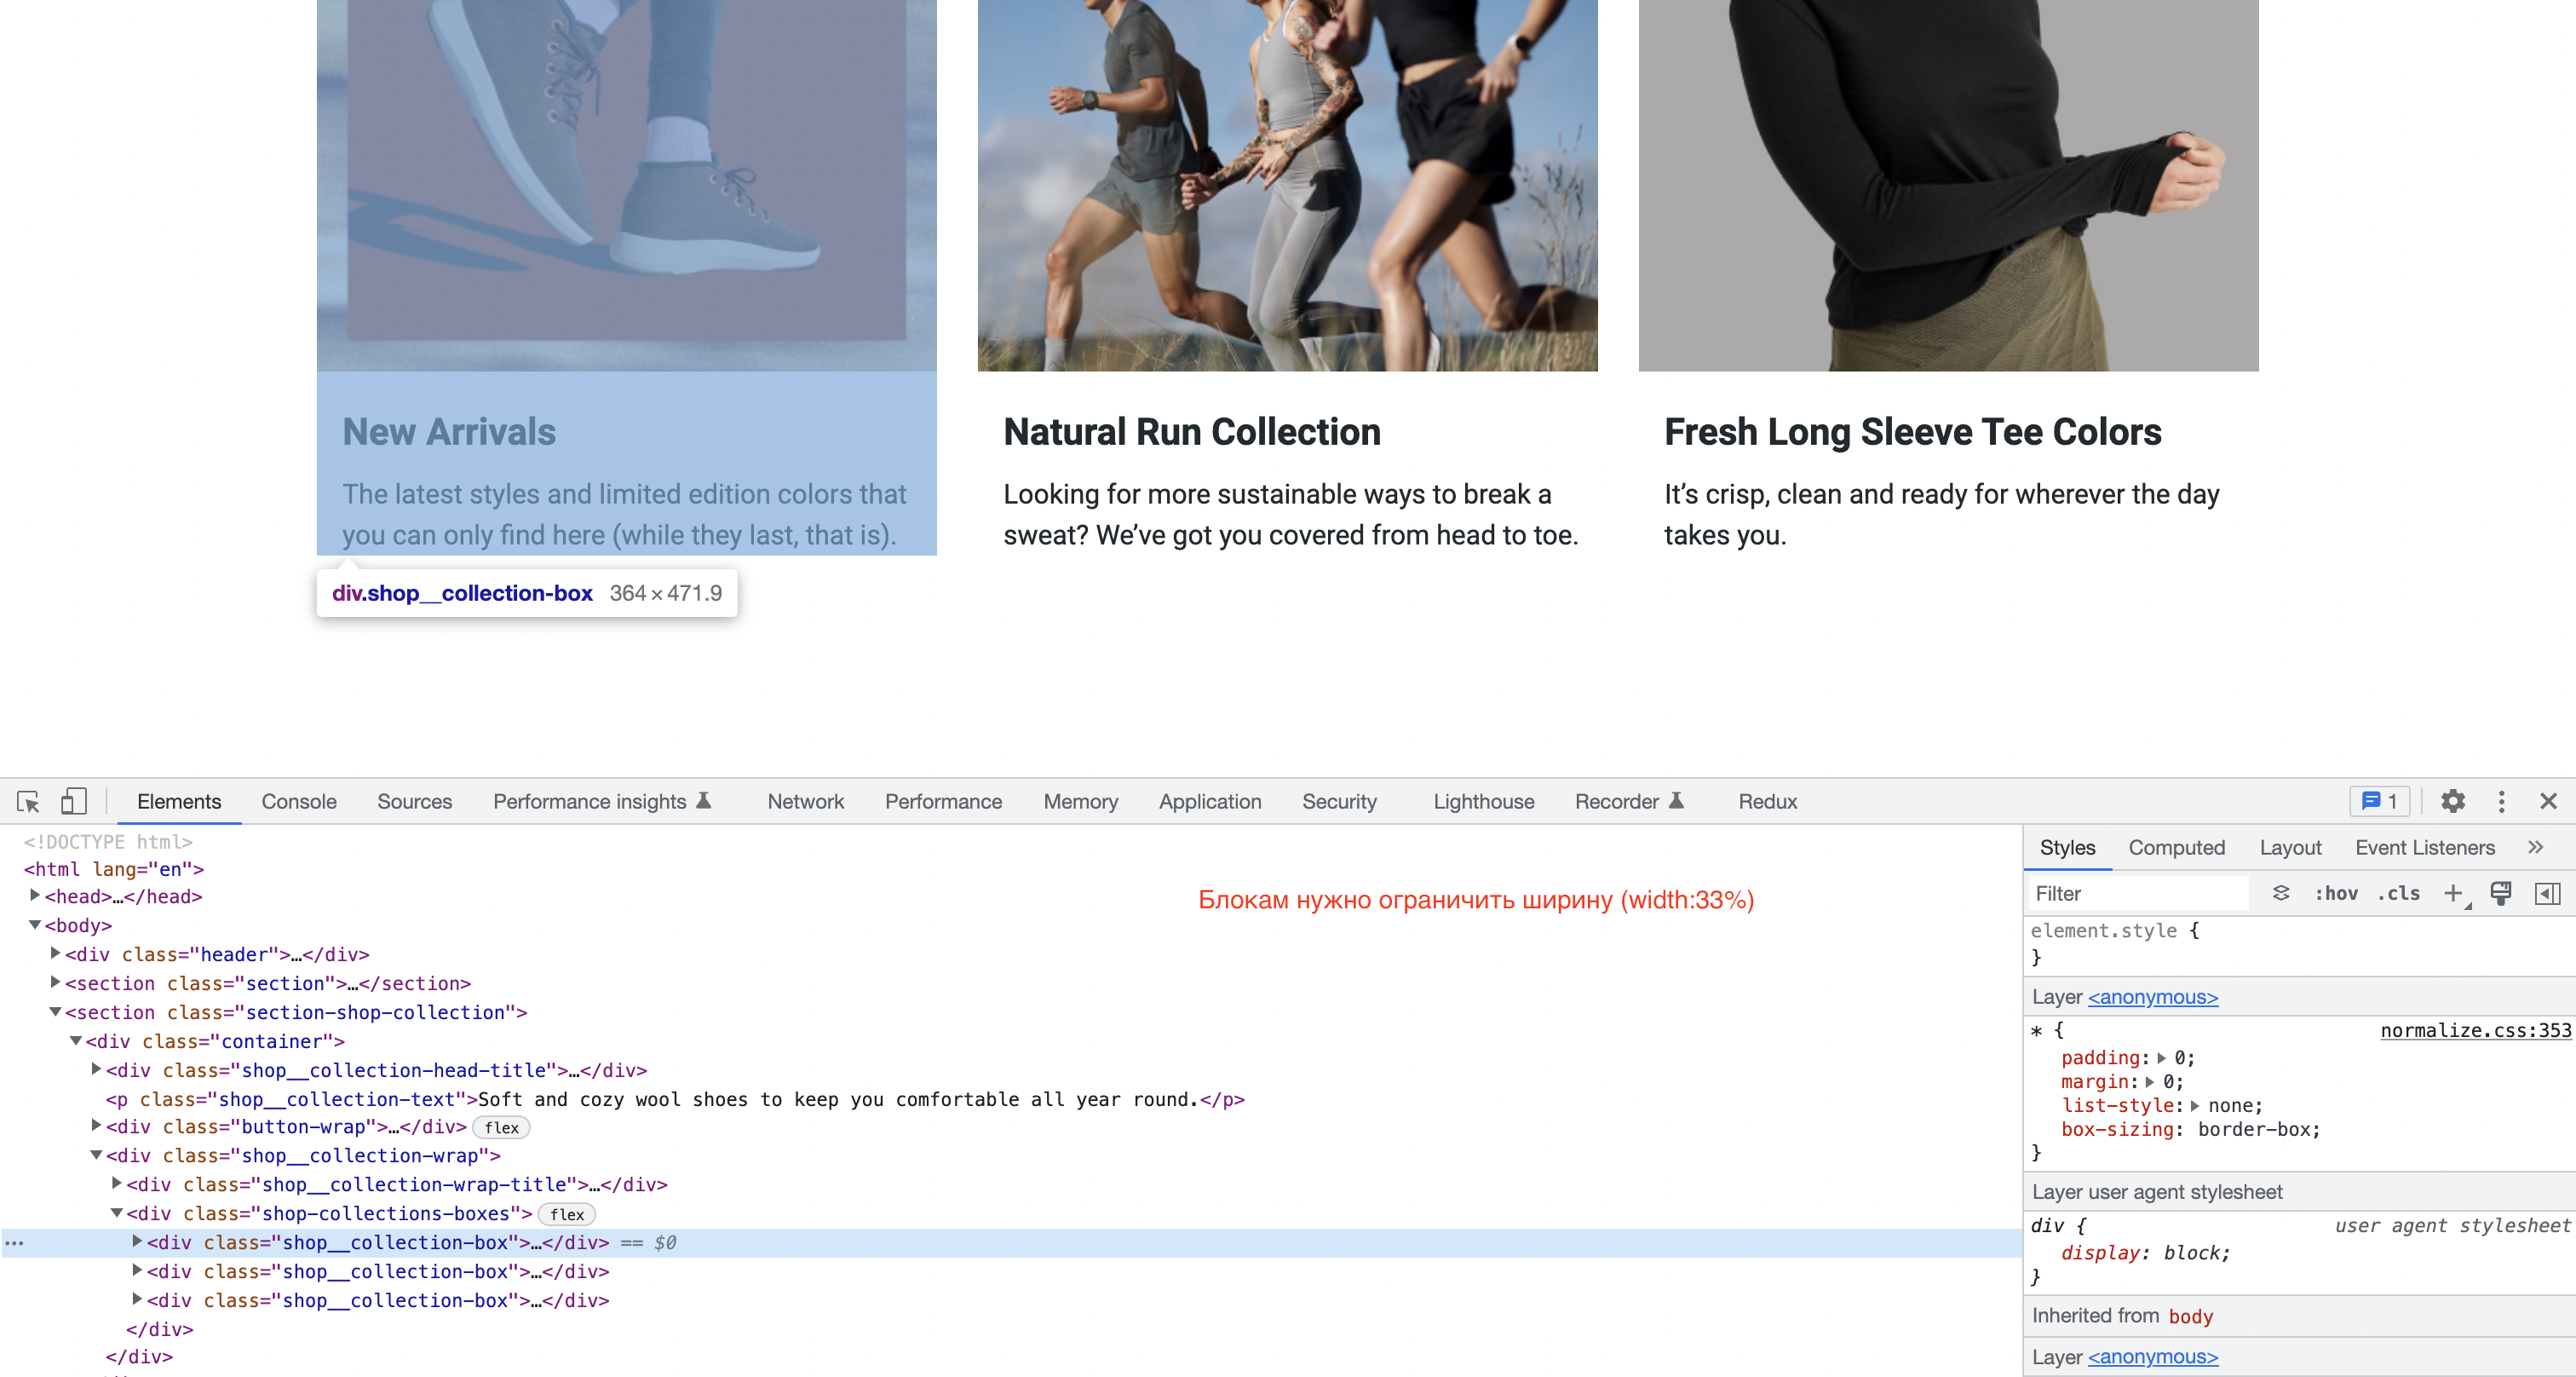 New Arrivals
The latest styles and limited edition colors that
you can only find here (while they last, that is).
Natural Run Collection
Looking for more sustainable ways to break a
sweat? We’ve got you covered from head to toe.
Fresh Long Sleeve Tee Colors
It’s crisp, clean and ready for wherever the day
takes you.
div.shop__collection-box 364 × 471.9
Elements Console Sources Performance insights Network Performance Memory Application Security Lighthouse Recorder Redux 1
<!DOCTYPE html>
<html lang="en">
<head>…</head>
<body>
<div class="header">…</div>
<section class="section">…</section>
<section class="section-shop-collection">
<div class="container">
<div class="shop__collection-head-title">…</div>
<p class="shop__collection-text">Soft and cozy wool shoes to keep you comfortable all year round.</p>
<div class="button-wrap">…</div> flex
<div class="shop__collection-wrap">
<div class="shop__collection-wrap-title">…</div>
<div class="shop-collections-boxes"> flex
<div class="shop__collection-box">…</div> == $0
<div class="shop__collection-box">…</div>
<div class="shop__collection-box">…</div>
</div>
</div>
Блокам нужно ограничить ширину (width:33%)
Styles Computed Layout Event Listeners »
Filter :hov .cls +
element.style {
}
Layer <anonymous>
* { normalize.css:353
padding: 0;
margin: 0;
list-style: none;
box-sizing: border-box;
}
Layer user agent stylesheet
div { user agent stylesheet
display: block;
}
Inherited from body
Layer <anonymous>